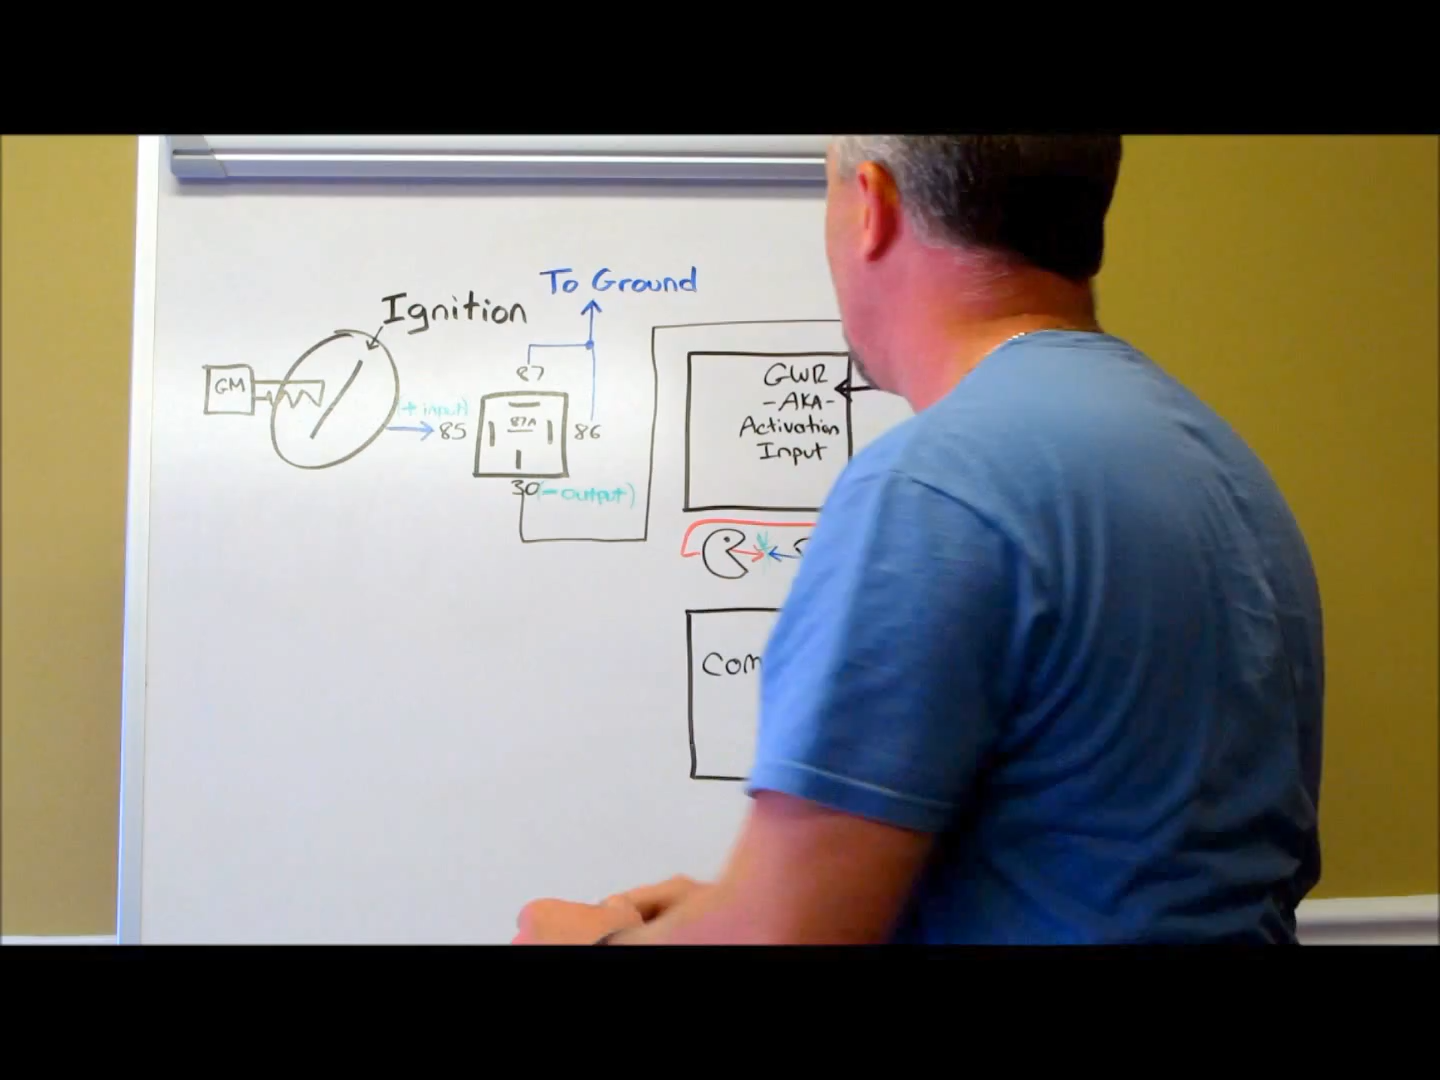 To Ground
Ignition
GM
87
(+ input)
85
87A
86
30 (- output)
GWR
-AKA-
Activation
Input
Com